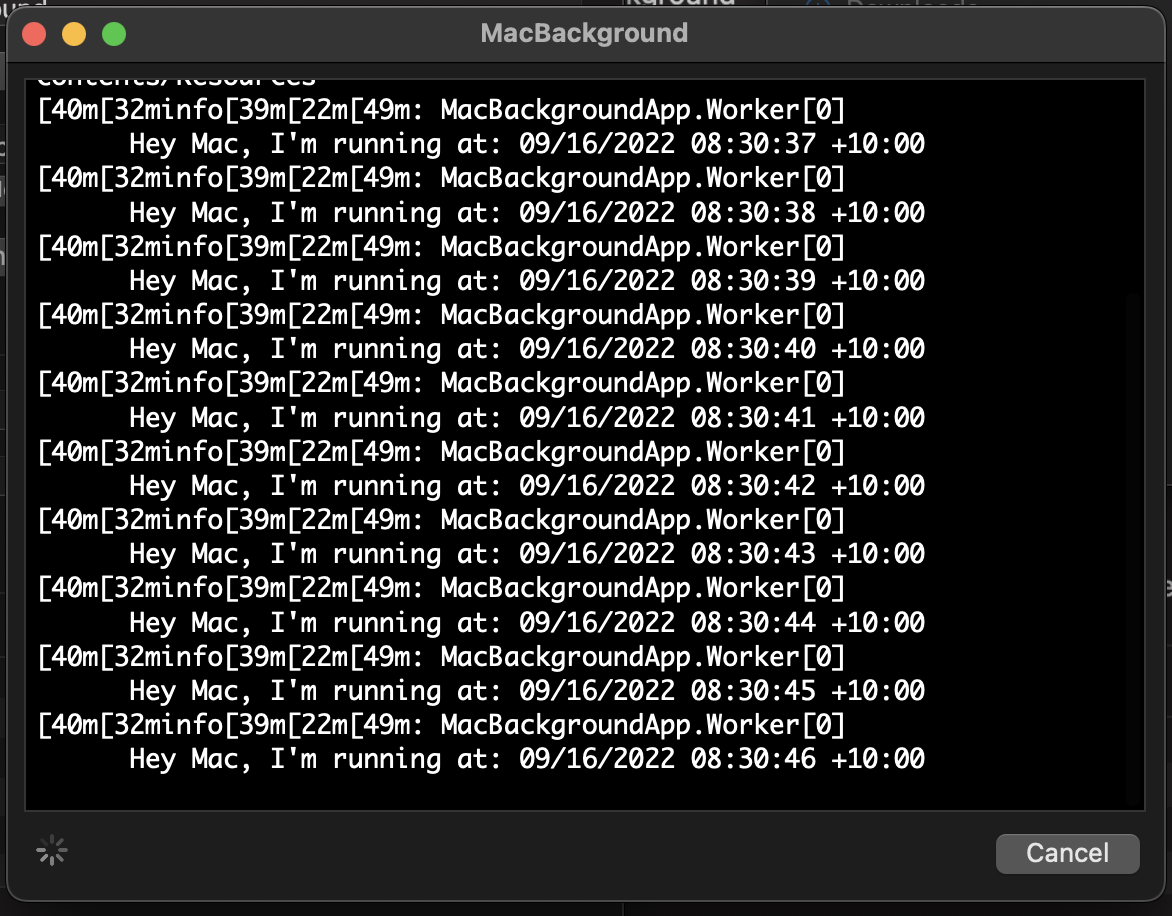 MacBackground
Contents/Resources
[40m[32minfo[39m[22m[49m: MacBackgroundApp.Worker[0]
Hey Mac, I'm running at: 09/16/2022 08:30:37 +10:00
[40m[32minfo[39m[22m[49m: MacBackgroundApp.Worker[0]
Hey Mac, I'm running at: 09/16/2022 08:30:38 +10:00
[40m[32minfo[39m[22m[49m: MacBackgroundApp.Worker[0]
Hey Mac, I'm running at: 09/16/2022 08:30:39 +10:00
[40m[32minfo[39m[22m[49m: MacBackgroundApp.Worker[0]
Hey Mac, I'm running at: 09/16/2022 08:30:40 +10:00
[40m[32minfo[39m[22m[49m: MacBackgroundApp.Worker[0]
Hey Mac, I'm running at: 09/16/2022 08:30:41 +10:00
[40m[32minfo[39m[22m[49m: MacBackgroundApp.Worker[0]
Hey Mac, I'm running at: 09/16/2022 08:30:42 +10:00
[40m[32minfo[39m[22m[49m: MacBackgroundApp.Worker[0]
Hey Mac, I'm running at: 09/16/2022 08:30:43 +10:00
[40m[32minfo[39m[22m[49m: MacBackgroundApp.Worker[0]
Hey Mac, I'm running at: 09/16/2022 08:30:44 +10:00
[40m[32minfo[39m[22m[49m: MacBackgroundApp.Worker[0]
Hey Mac, I'm running at: 09/16/2022 08:30:45 +10:00
[40m[32minfo[39m[22m[49m: MacBackgroundApp.Worker[0]
Hey Mac, I'm running at: 09/16/2022 08:30:46 +10:00
Cancel